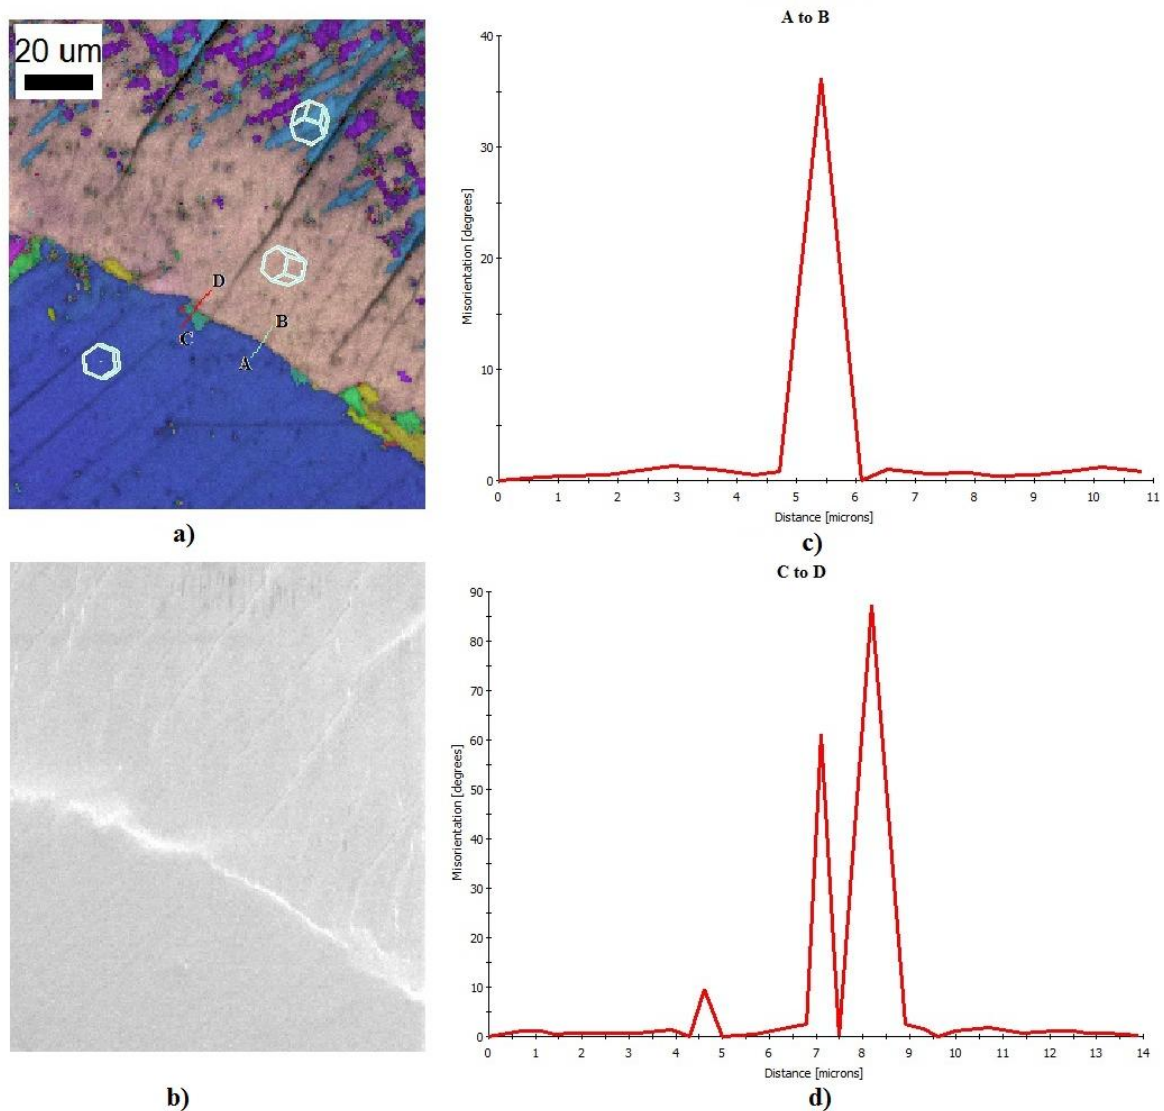 20 um
D
B
C
A
a)
b)
A to B
Misorientation [degrees]
40
30
20
10
0
0 1 2 3 4 5 6 7 8 9 10 11
Distance [microns]
c)
C to D
Misorientation [degrees]
90
80
70
60
50
40
30
20
10
0
0 1 2 3 4 5 6 7 8 9 10 11 12 13 14
Distance [microns]
d)